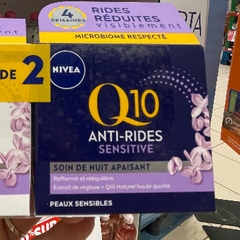 4 SEMAINES
RIDES
RÉDUITES
visiblement
MICROBIOME RESPECTÉ
DE 2
NIVEA
Q10
ANTI-RIDES
SENSITIVE
SOIN DE NUIT APAISANT
Raffermit et rééquilibre
Extrait de réglisse + Q10 Naturel haute qualité
PEAUX SENSIBLES